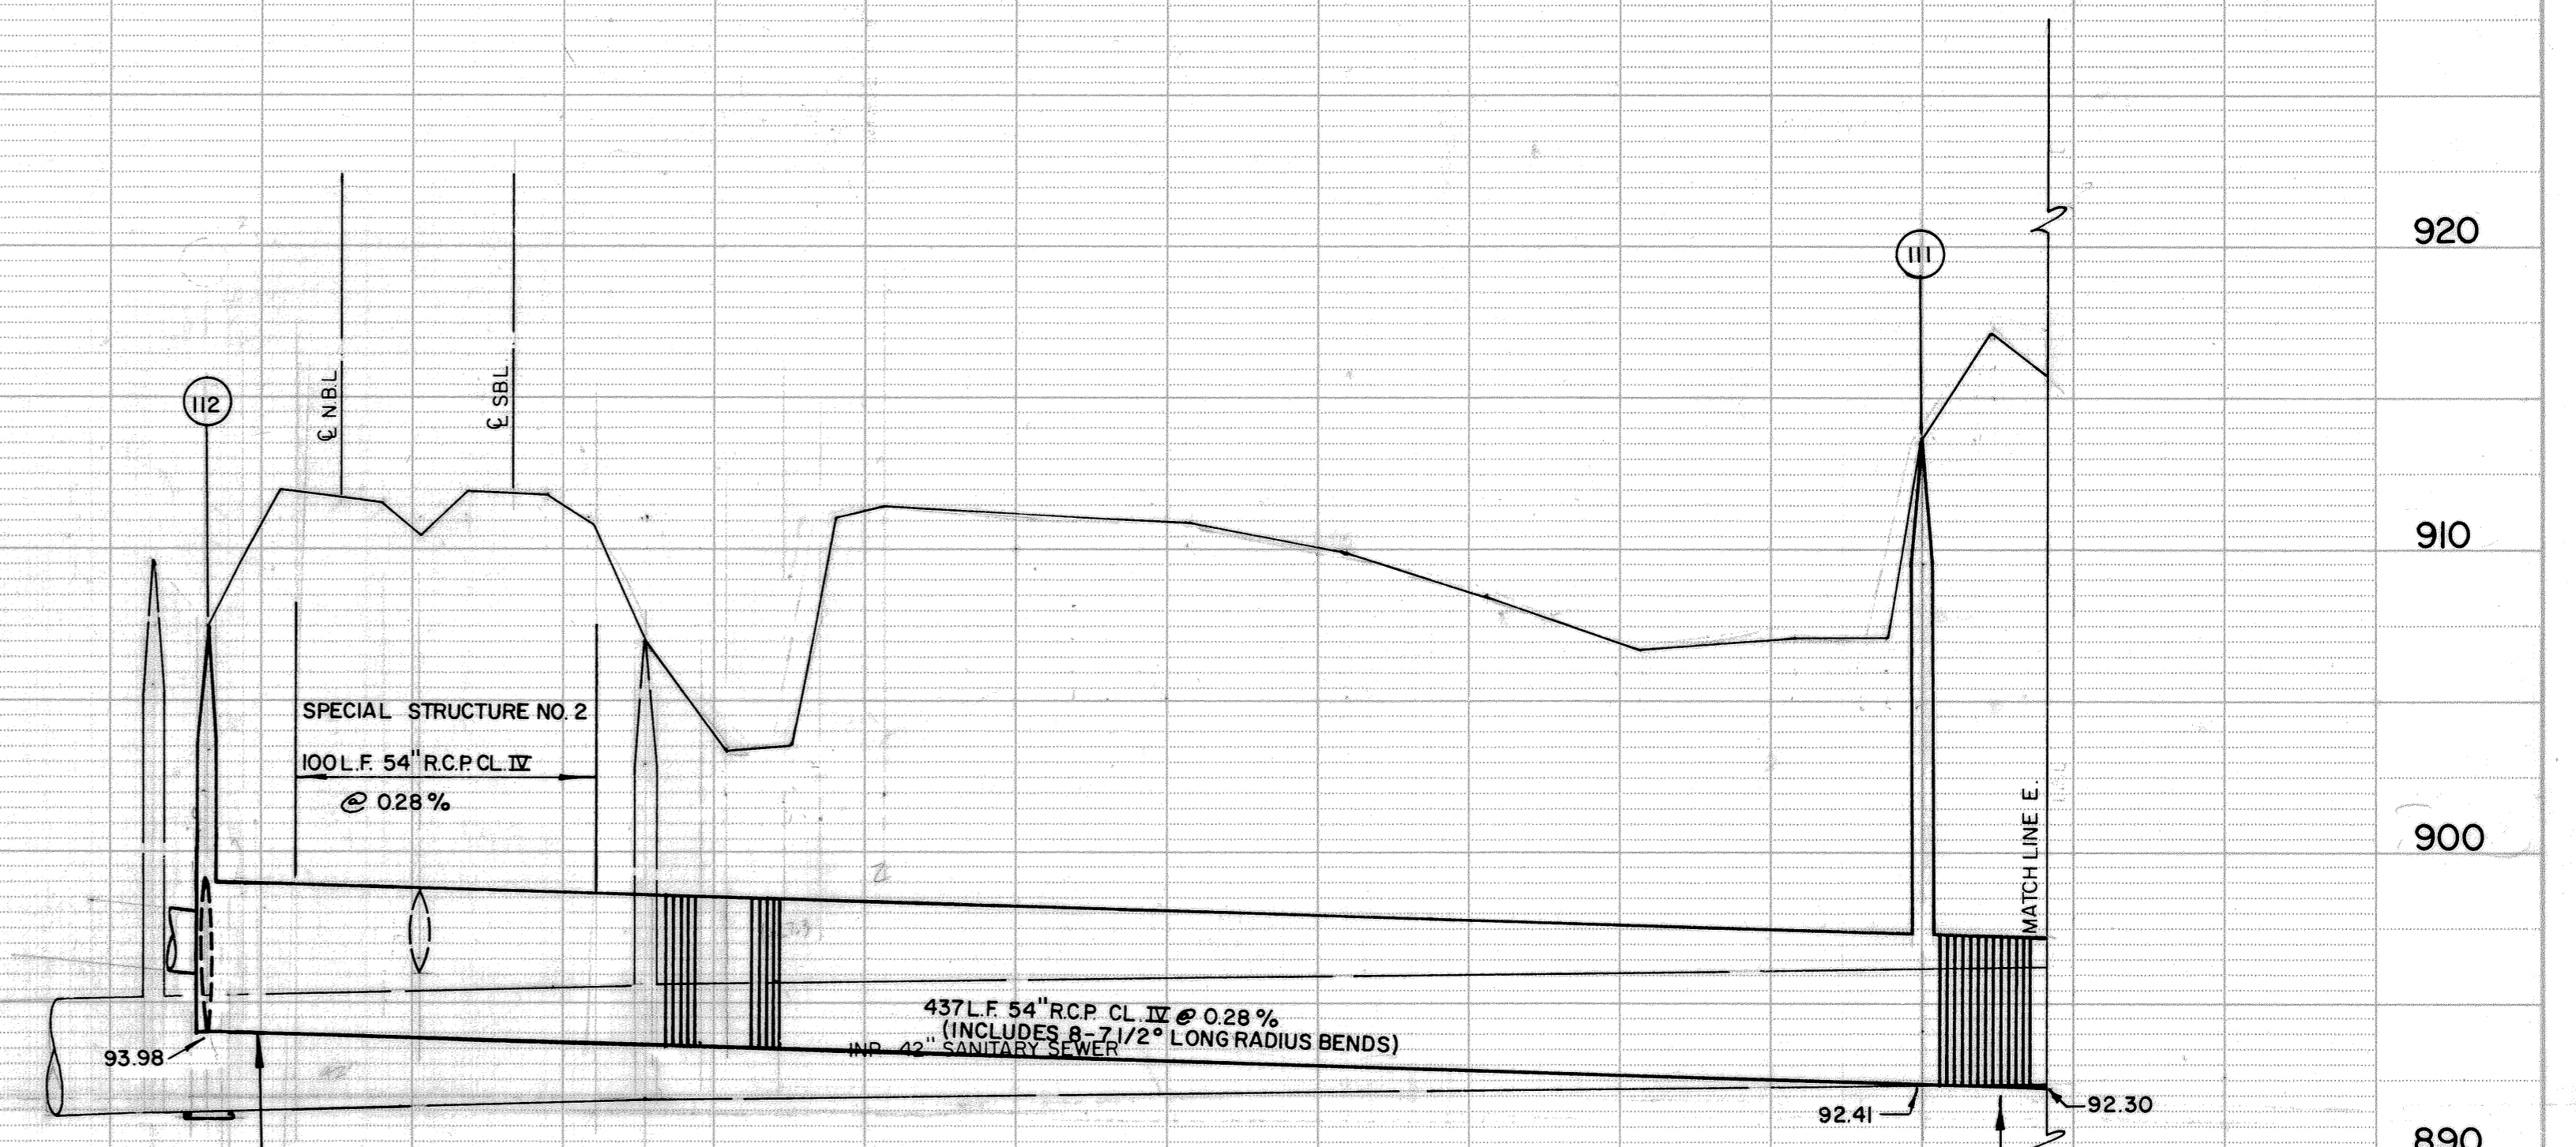 920
111
112
℄ N.B.L.
℄ SB.L.
910
SPECIAL STRUCTURE NO. 2
100 L.F. 54" R.C.P. CL. IV
@ 0.28 %
900
MATCH LINE E.
437 L.F. 54" R.C.P. CL. IV @ 0.28 %
(INCLUDES 8-7 1/2° LONG RADIUS BENDS)
42" SANITARY SEWER
93.98
92.41
92.30
890